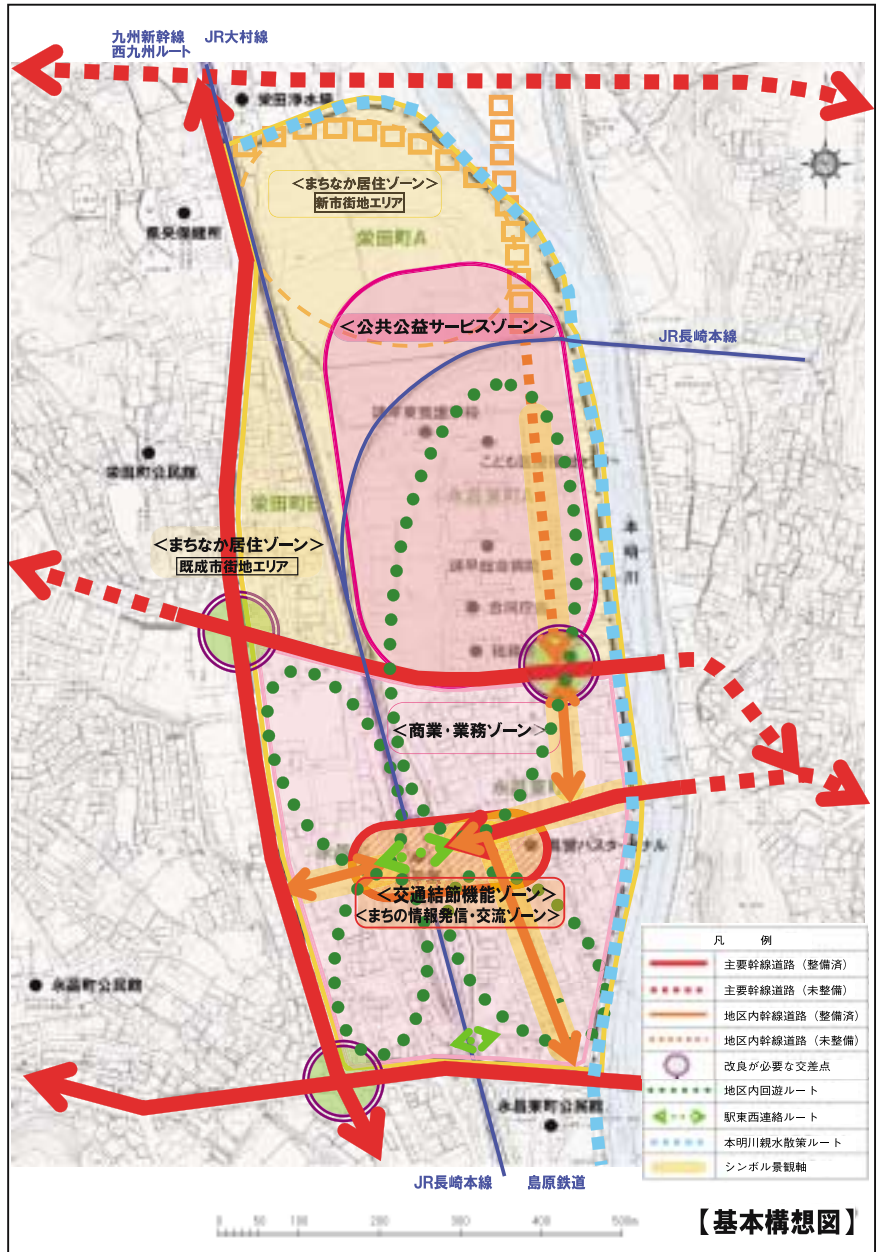 九州新幹線 JR大村線
西九州ルート
栄田浄水場
<まちなか居住ゾーン>
新市街地エリア
県央保健所
栄田町A
<公共公益サービスゾーン>
JR長崎本線
栄田町公民館
<まちなか居住ゾーン>
既成市街地エリア
本明川
<商業・業務ゾーン>
県営バスターミナル
<交通結節機能ゾーン>
<まちの情報発信・交流ゾーン>
永昌町公民館
永昌東町公民館
JR長崎本線 島原鉄道
凡 例
主要幹線道路(整備済)
主要幹線道路(未整備)
地区内幹線道路(整備済)
地区内幹線道路(未整備)
改良が必要な交差点
地区内回遊ルート
駅東西連絡ルート
本明川親水散策ルート
シンボル景観軸
0 50 100 200 300 400 500m
【基本構想図】